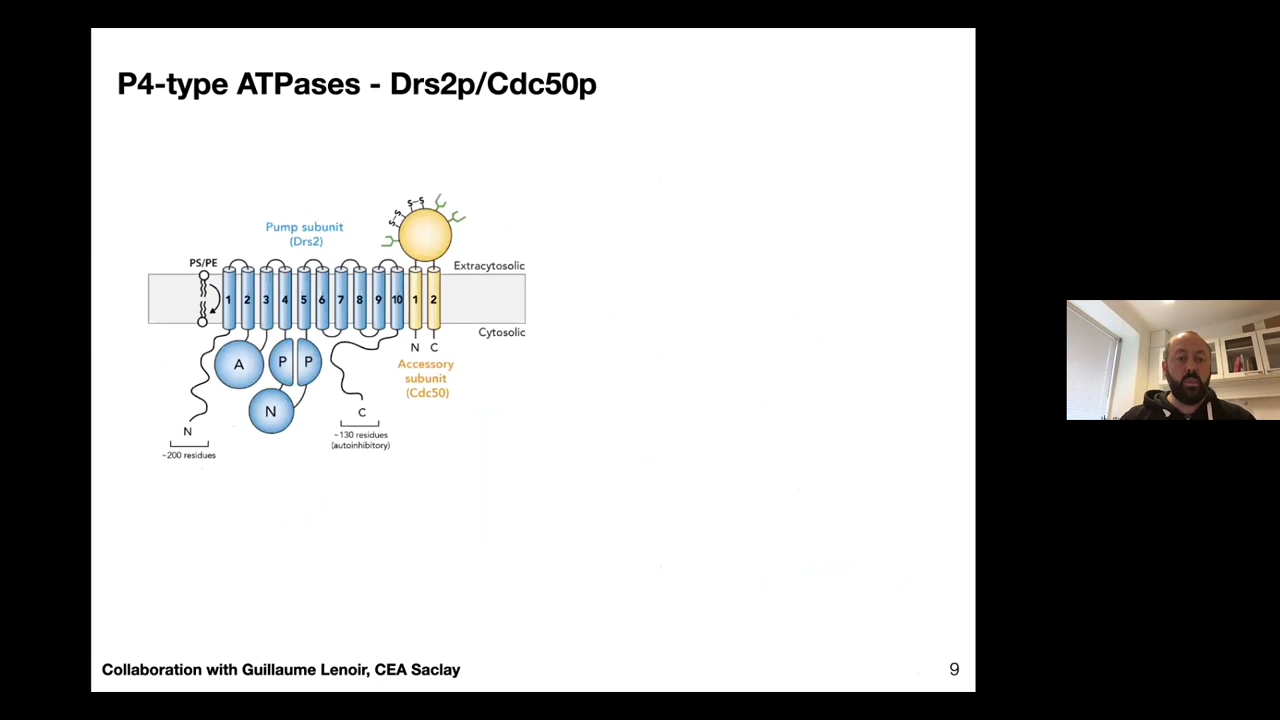 P4-type ATPases - Drs2p/Cdc50p
S-S
S-S
Pump subunit
(Drs2)
PS/PE
Extracytosolic
1 2 3 4 5 6 7 8 9 10 1 2
Cytosolic
N C
A P P
Accessory
subunit
(Cdc50)
N
C
N
~130 residues
(autoinhibitory)
~200 residues
Collaboration with Guillaume Lenoir, CEA Saclay
9